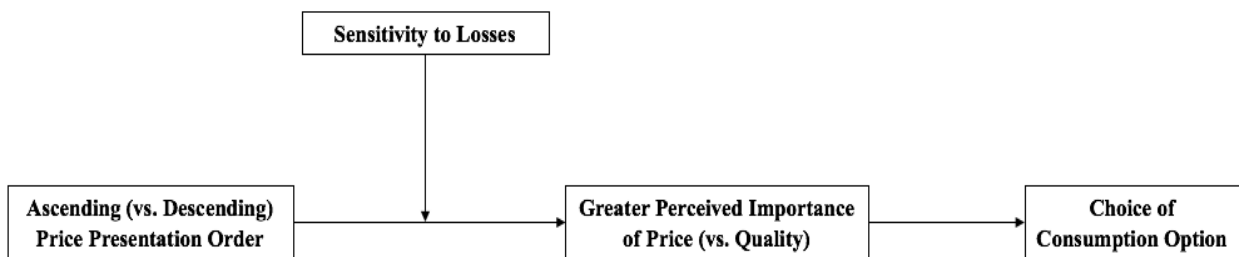 Sensitivity to Losses
Ascending (vs. Descending)
Price Presentation Order
Greater Perceived Importance
of Price (vs. Quality)
Choice of
Consumption Option